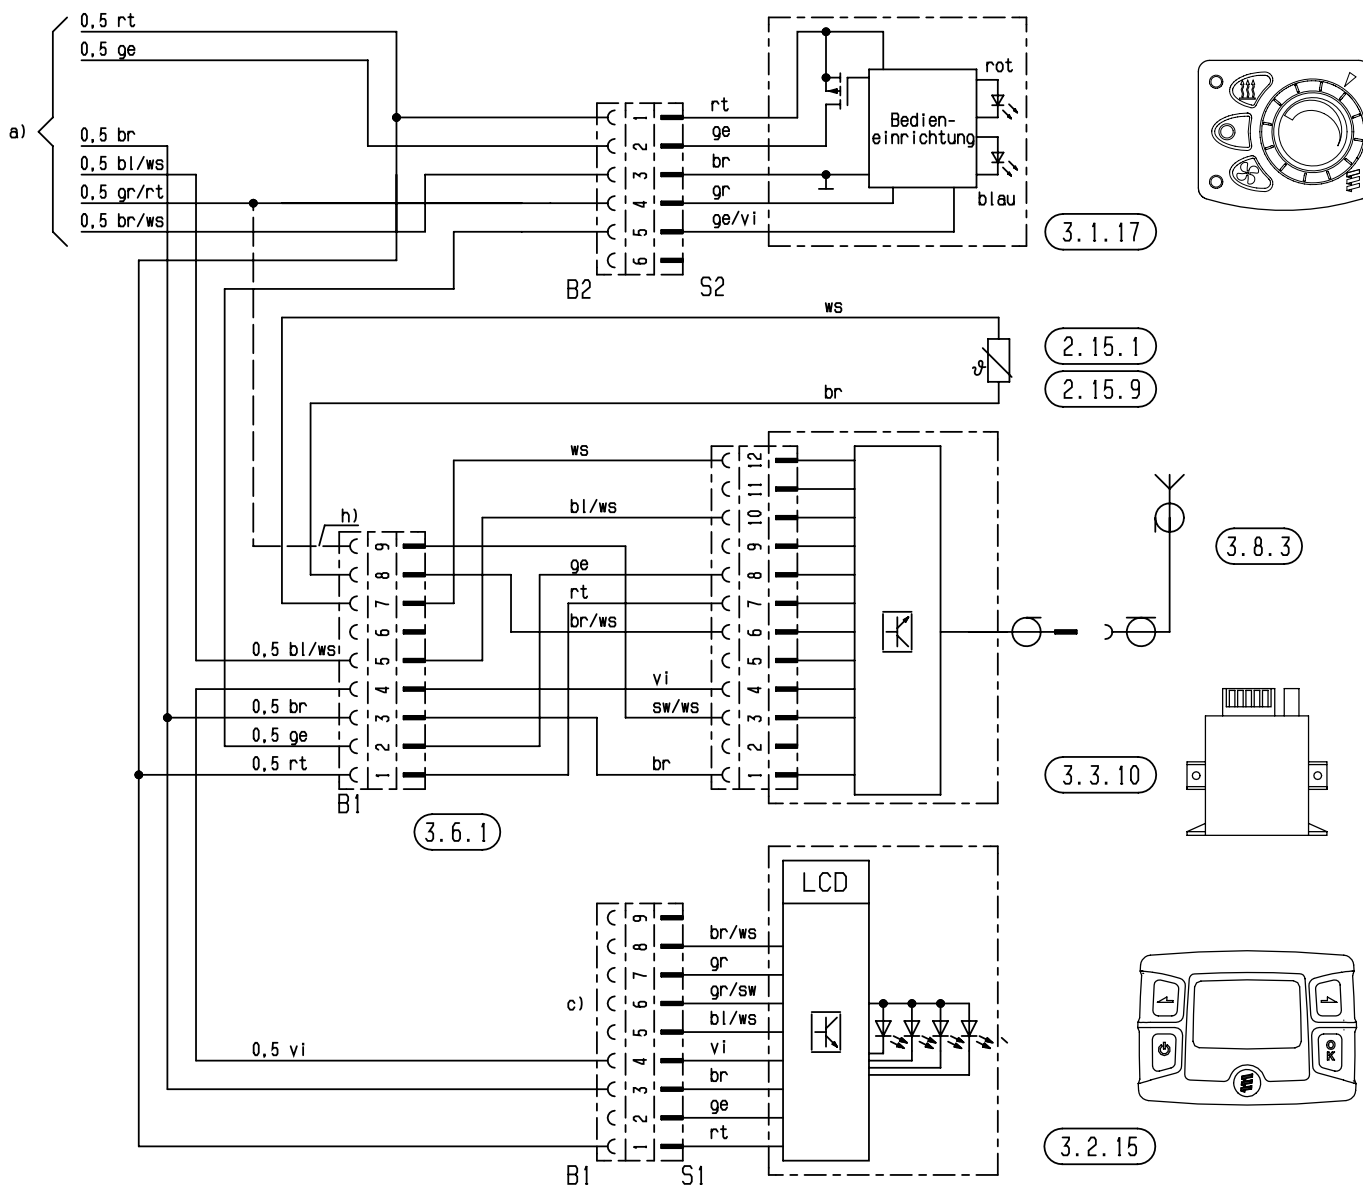 0,5 rt
0,5 ge
a)
0,5 br
0,5 bl/ws
0,5 gr/rt
0,5 br/ws
1
2
3
4
5
6
B2
S2
rt
ge
br
gr
ge/vi
Bedien-
einrichtung
rot
blau
3.1.17
ws
ϑ
br
2.15.1
2.15.9
h)
9
8
7
6
5
4
3
2
1
0,5 bl/ws
0,5 br
0,5 ge
0,5 rt
B1
3.6.1
ws
bl/ws
ge
rt
br/ws
vi
sw/ws
br
12
11
10
9
8
7
6
5
4
3
2
1
3.8.3
3.3.10
0,5 vi
c)
9
8
7
6
5
4
3
2
1
B1
S1
br/ws
gr
gr/sw
bl/ws
vi
br
ge
rt
LCD
OK
3.2.15